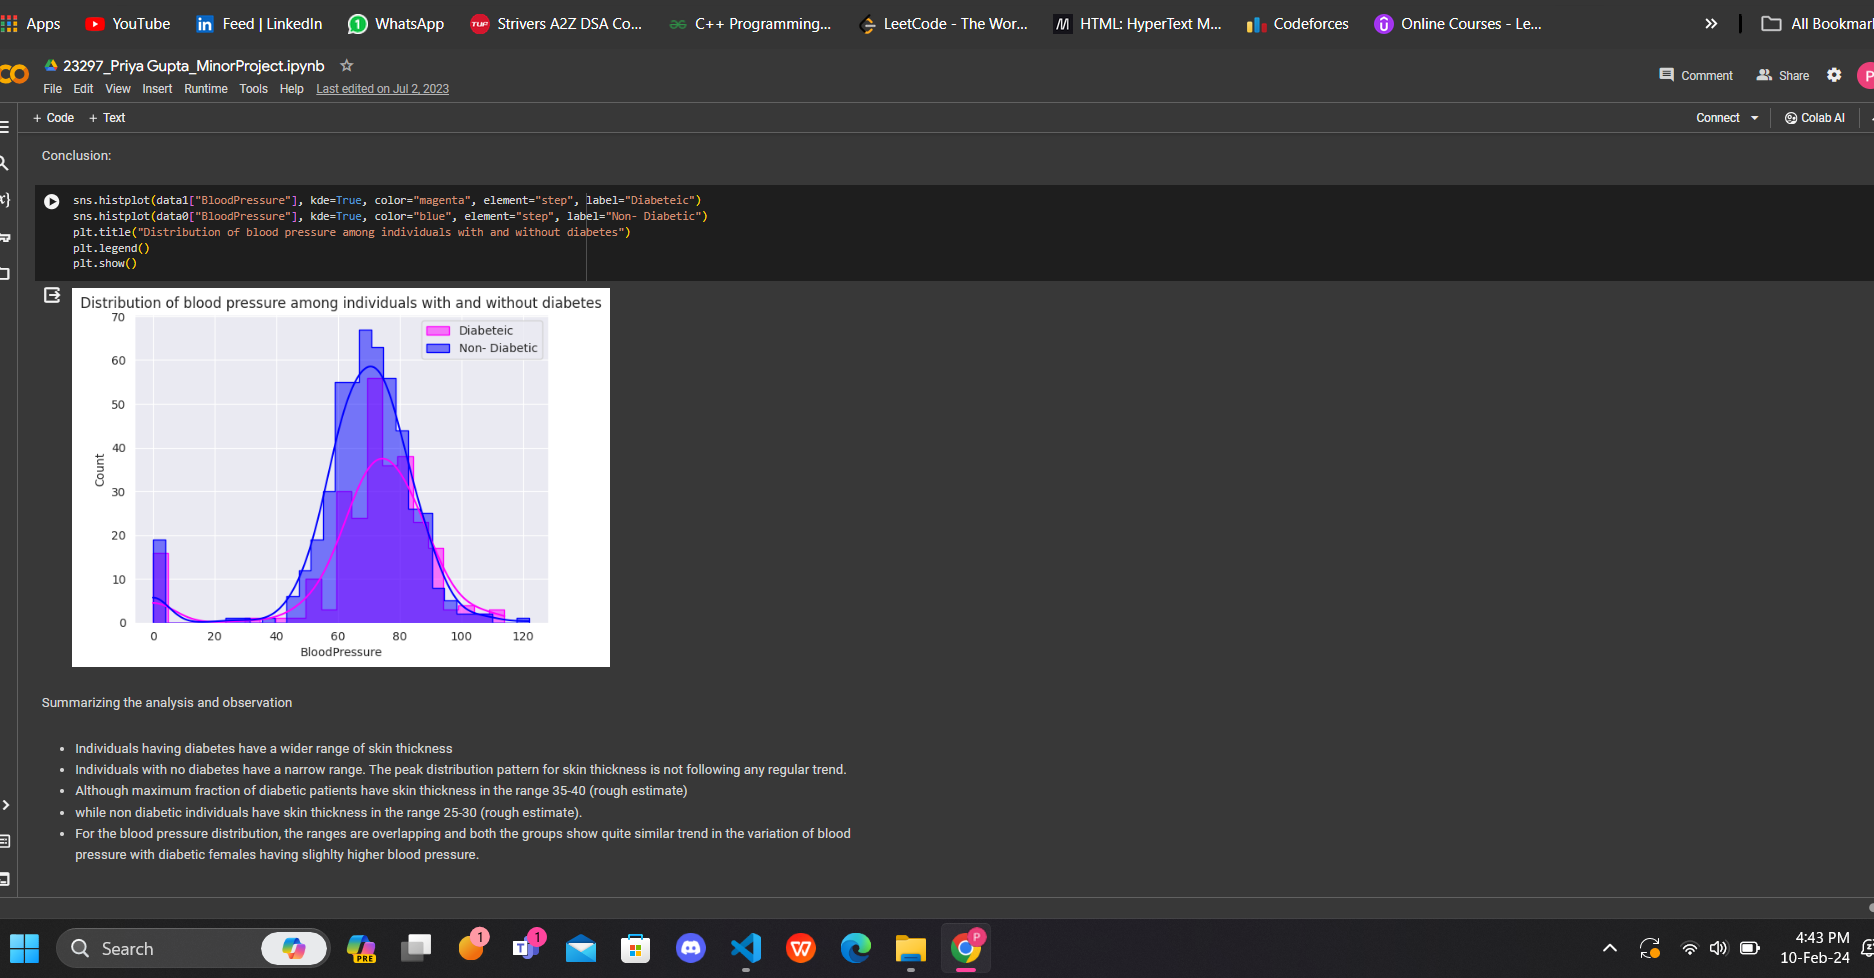 Apps YouTube Feed | LinkedIn WhatsApp Strivers A2Z DSA Co... C++ Programming... LeetCode - The Wor... HTML: HyperText M... Codeforces Online Courses - Le... All Bookmar
23297_Priya Gupta_MinorProject.ipynb
File Edit View Insert Runtime Tools Help Last edited on Jul 2, 2023
Comment Share P
+ Code + Text Connect Colab AI
Conclusion:
sns.histplot(data1["BloodPressure"], kde=True, color="magenta", element="step", label="Diabeteic")
sns.histplot(data0["BloodPressure"], kde=True, color="blue", element="step", label="Non- Diabetic")
plt.title("Distribution of blood pressure among individuals with and without diabetes")
plt.legend()
plt.show()
Distribution of blood pressure among individuals with and without diabetes
70
60
50
40
30
20
10
0
Count
Diabeteic
Non- Diabetic
0 20 40 60 80 100 120
BloodPressure
Summarizing the analysis and observation
• Individuals having diabetes have a wider range of skin thickness
• Individuals with no diabetes have a narrow range. The peak distribution pattern for skin thickness is not following any regular trend.
• Although maximum fraction of diabetic patients have skin thickness in the range 35-40 (rough estimate)
• while non diabetic individuals have skin thickness in the range 25-30 (rough estimate).
• For the blood pressure distribution, the ranges are overlapping and both the groups show quite similar trend in the variation of blood
pressure with diabetic females having slighlty higher blood pressure.
Search PRE 1 1 P
4:43 PM
10-Feb-24